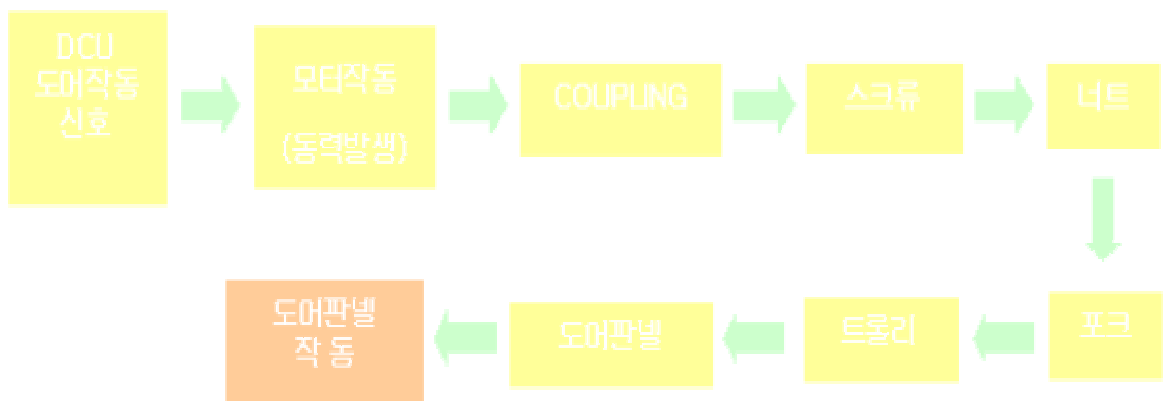 DCU
도어작동
신호
모터작동
(동력발생)
COUPLING
스크류
너트
포크
트롤리
도어판넬
도어판넬
작 동